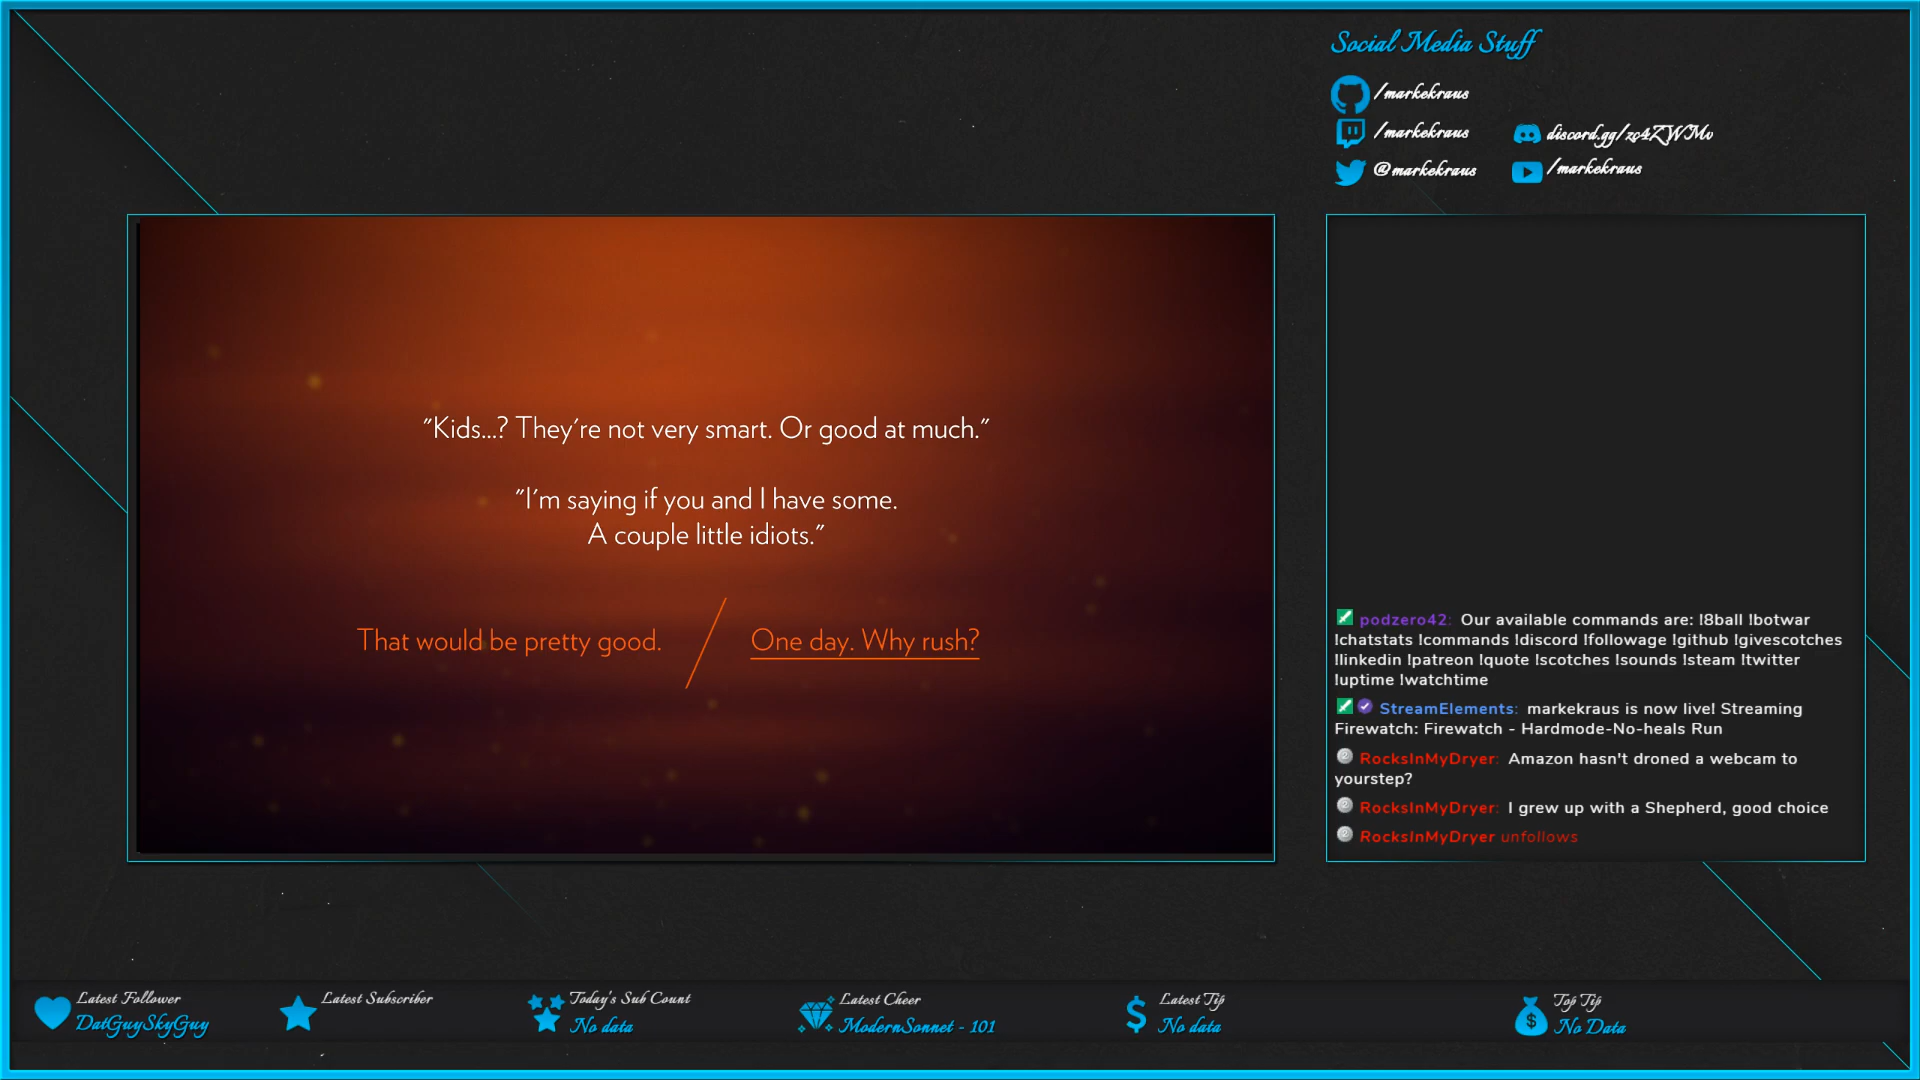 Social Media Stuff
/markekraus
/markekraus
discord.gg/zc4ZWMv
@markekraus
/markekraus
"Kids...? They're not very smart. Or good at much."
"I'm saying if you and I have some.
A couple little idiots."
That would be pretty good.
One day. Why rush?
podzero42: Our available commands are: !8ball !botwar
!chatstats !commands !discord !followage !github !givescotches
!linkedin !patreon !quote !scotches !sounds !steam !twitter
!uptime !watchtime
StreamElements: markekraus is now live! Streaming
Firewatch: Firewatch - Hardmode-No-heals Run
RocksInMyDryer: Amazon hasn't droned a webcam to
yourstep?
RocksInMyDryer: I grew up with a Shepherd, good choice
RocksInMyDryer unfollows
Latest Follower
DatGuySkyGuy
Latest Subscriber
Today's Sub Count
No data
Latest Cheer
ModernSonnet - 101
Latest Tip
No data
Top Tip
No Data